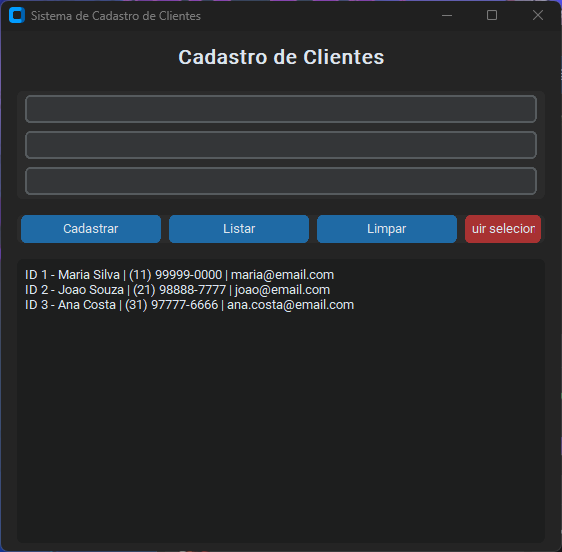 Sistema de Cadastro de Clientes
Cadastro de Clientes
Cadastrar Listar Limpar uir selecior
ID 1 - Maria Silva | (11) 99999-0000 | maria@email.com
ID 2 - Joao Souza | (21) 98888-7777 | joao@email.com
ID 3 - Ana Costa | (31) 97777-6666 | ana.costa@email.com